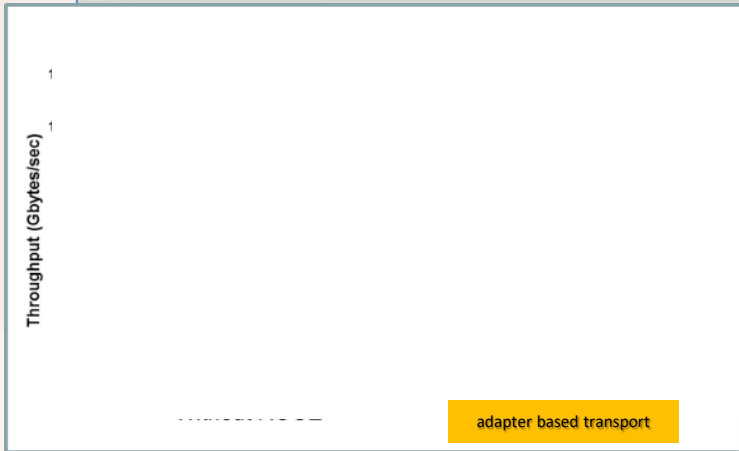 1
1
Throughput (Gbytes/sec)
adapter based transport